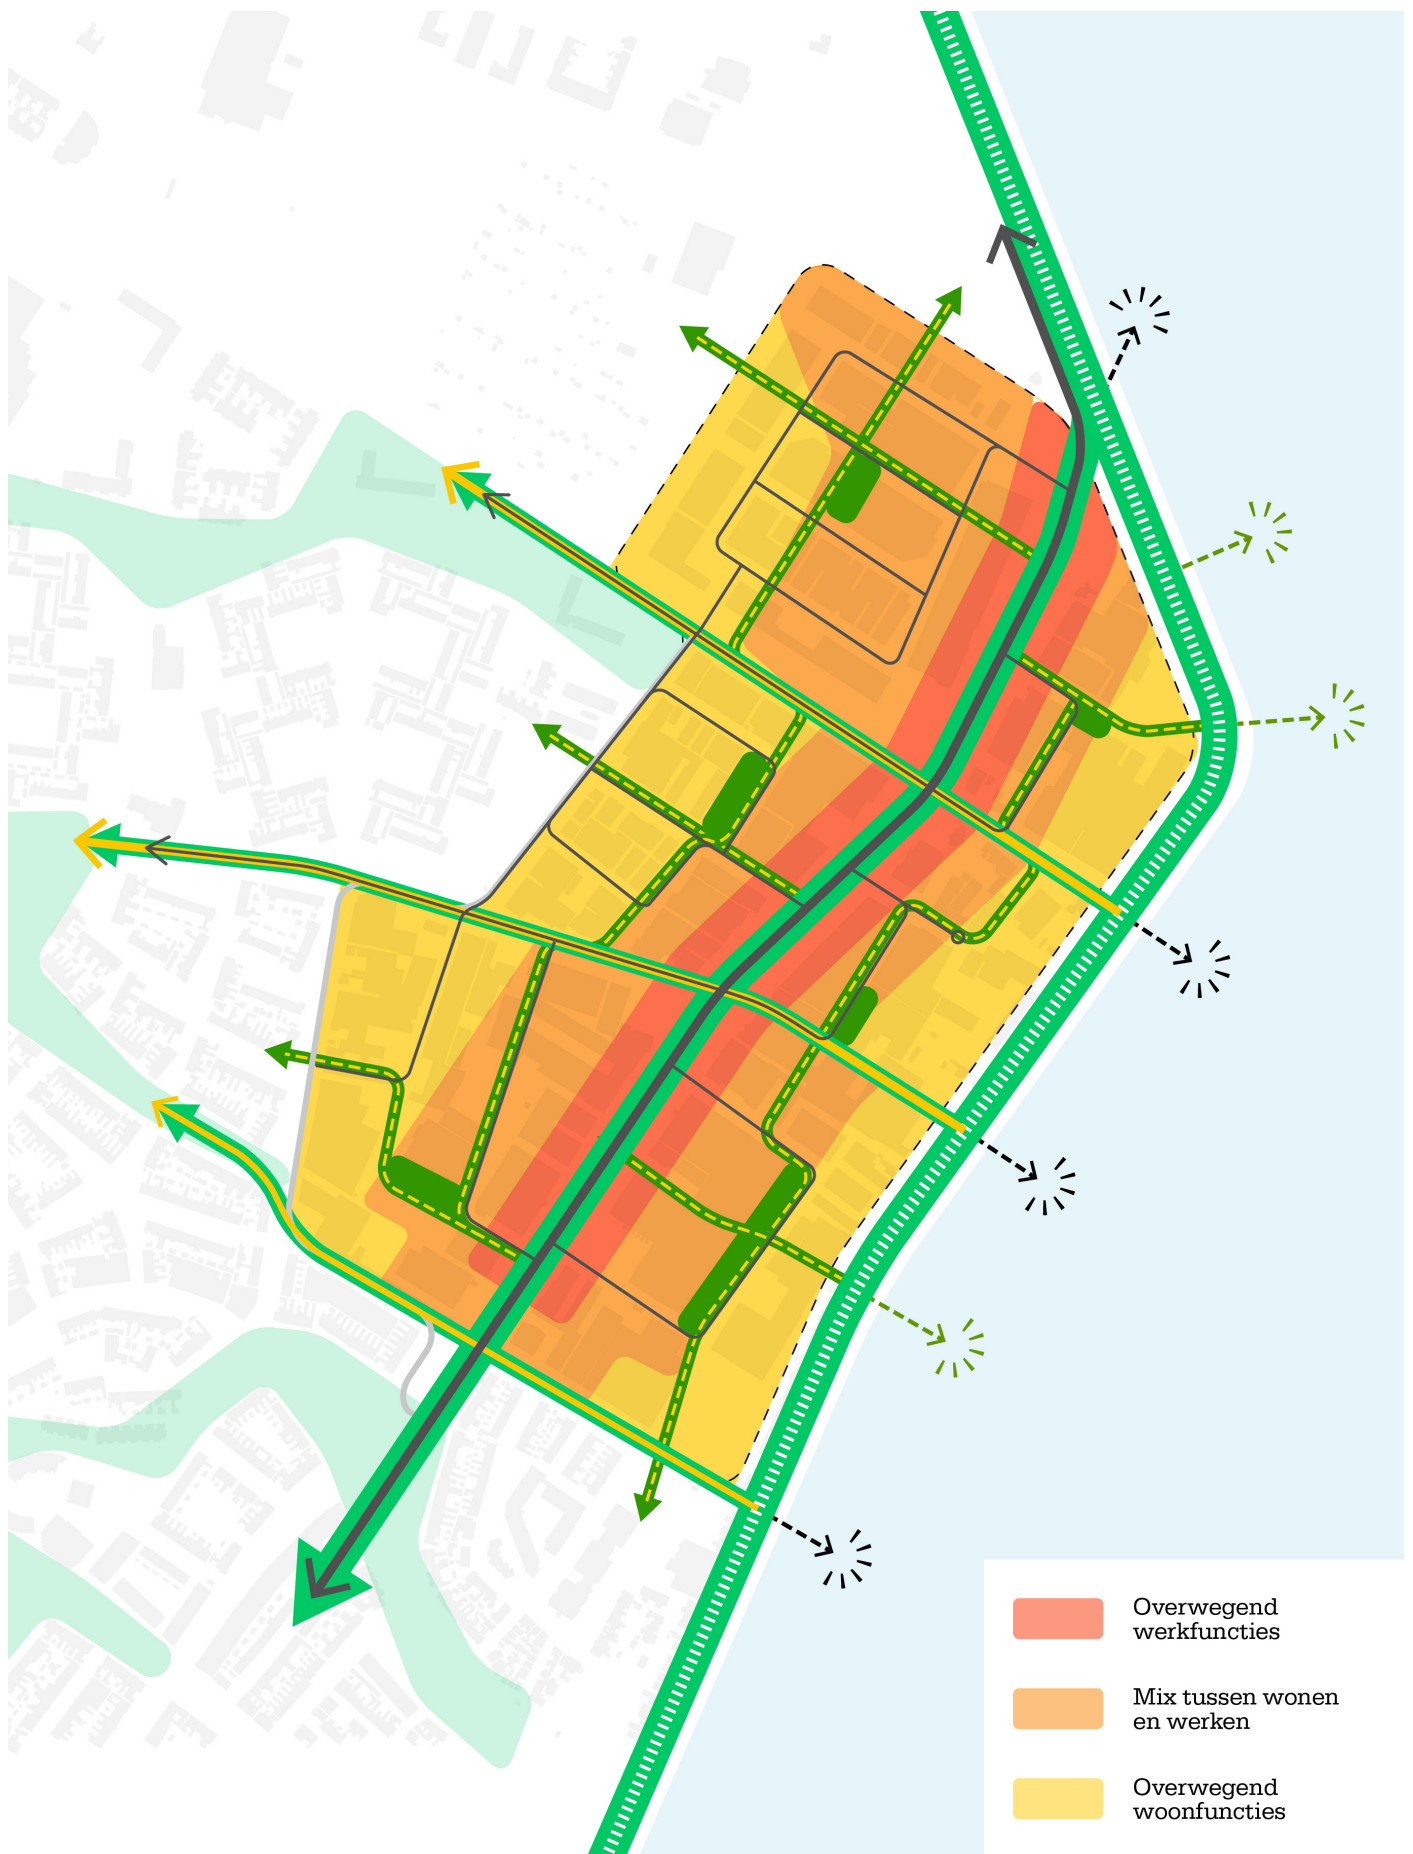 Overwegend
werkfuncties
Mix tussen wonen
en werken
Overwegend
woonfuncties